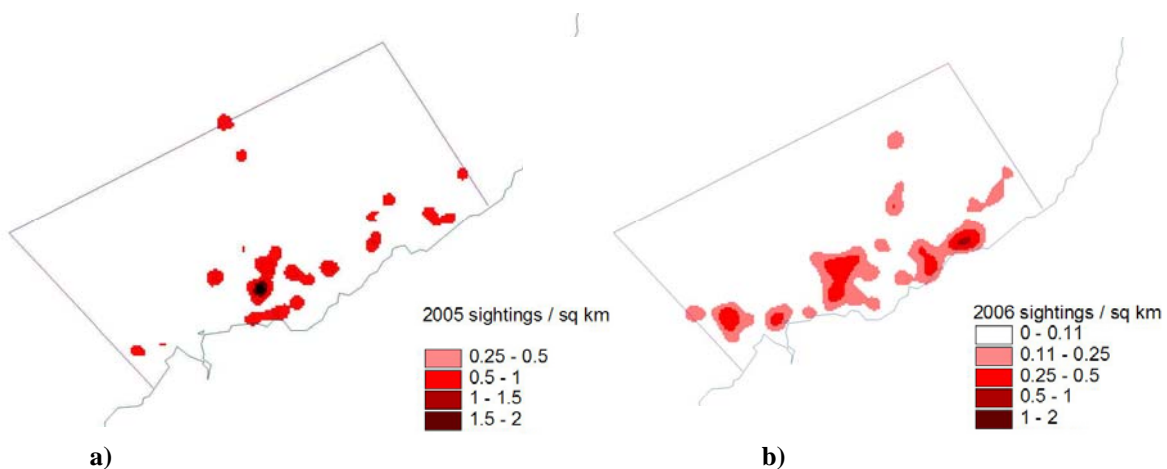 2005 sightings / sq km
0.25 - 0.5
0.5 - 1
1 - 1.5
1.5 - 2
a)
2006 sightings / sq km
0 - 0.11
0.11 - 0.25
0.25 - 0.5
0.5 - 1
1 - 2
b)